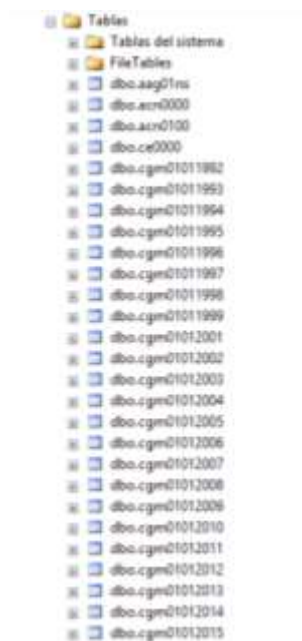 Tablas
Tablas del sistema
FileTables
dbo.aag01ns
dbo.acn0000
dbo.acn0100
dbo.ce0000
dbo.cgm01011992
dbo.cgm01011993
dbo.cgm01011994
dbo.cgm01011995
dbo.cgm01011996
dbo.cgm01011997
dbo.cgm01011998
dbo.cgm01011999
dbo.cgm01012001
dbo.cgm01012002
dbo.cgm01012003
dbo.cgm01012004
dbo.cgm01012005
dbo.cgm01012006
dbo.cgm01012007
dbo.cgm01012008
dbo.cgm01012009
dbo.cgm01012010
dbo.cgm01012011
dbo.cgm01012012
dbo.cgm01012013
dbo.cgm01012014
dbo.cgm01012015